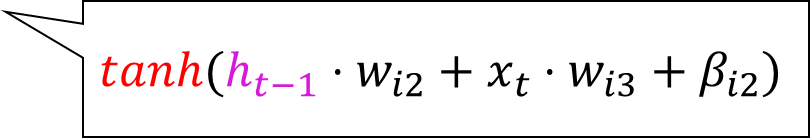 tanh(h_{t−1} · w_{i2} + x_t · w_{i3} + β_{i2})